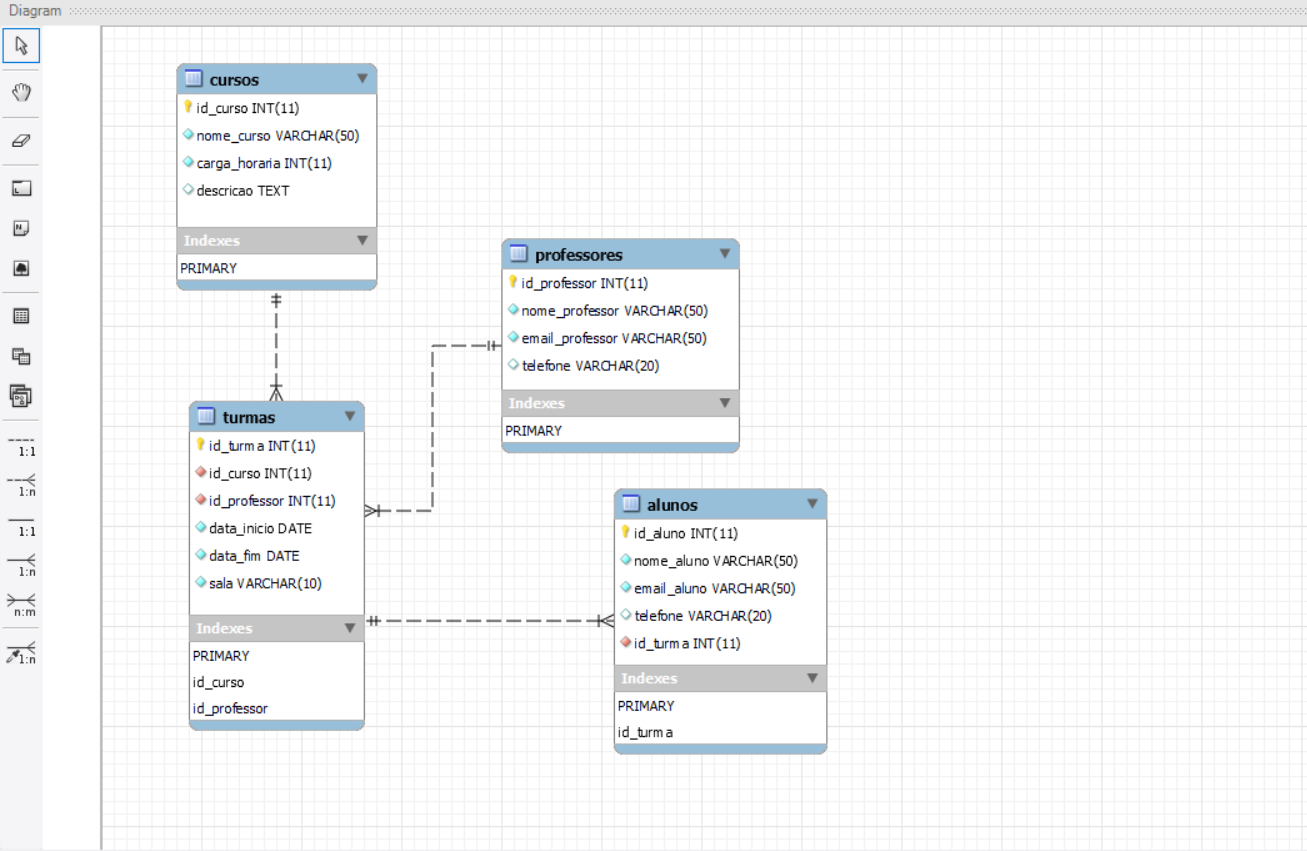 Diagram
cursos
id_curso INT(11)
nome_curso VARCHAR(50)
carga_horaria INT(11)
descricao TEXT
Indexes
PRIMARY
professores
id_professor INT(11)
nome_professor VARCHAR(50)
email_professor VARCHAR(50)
telefone VARCHAR(20)
Indexes
PRIMARY
turmas
id_turma INT(11)
id_curso INT(11)
id_professor INT(11)
data_inicio DATE
data_fim DATE
sala VARCHAR(10)
Indexes
PRIMARY
id_curso
id_professor
alunos
id_aluno INT(11)
nome_aluno VARCHAR(50)
email_aluno VARCHAR(50)
telefone VARCHAR(20)
id_turma INT(11)
Indexes
PRIMARY
id_turma
1:1
1:n
1:1
1:n
n:m
1:n